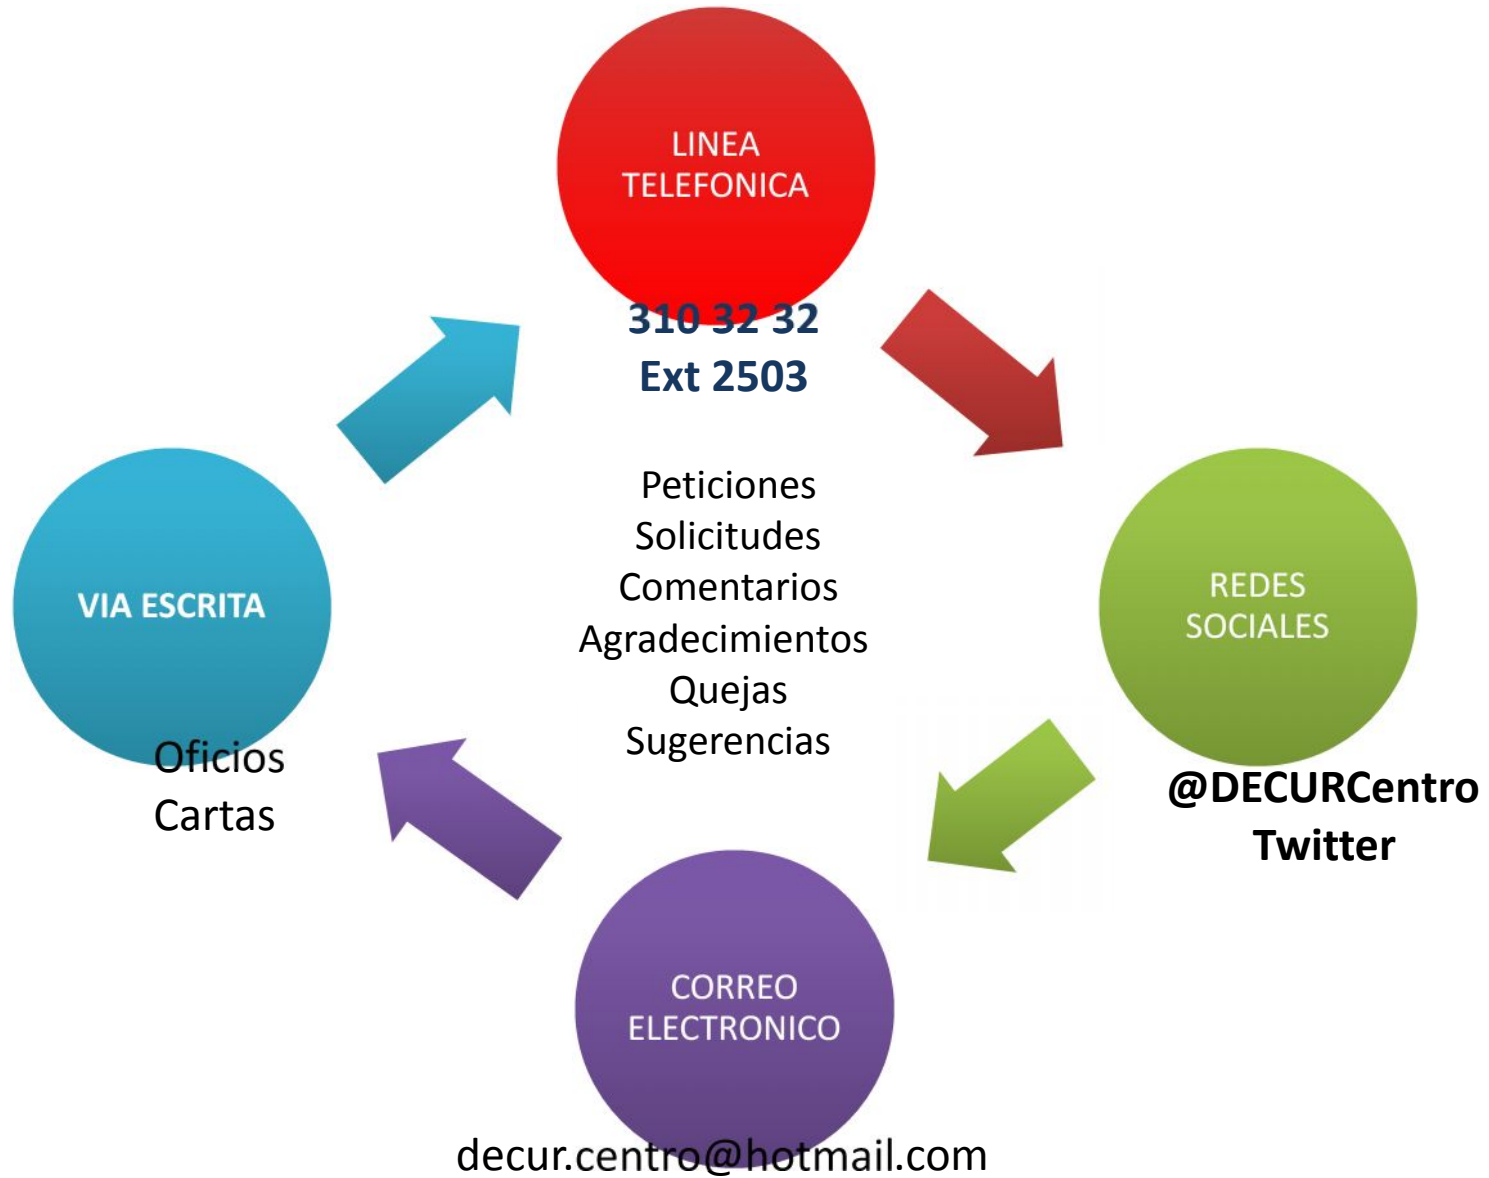 LINEA
TELEFONICA
310 32 32
Ext 2503
Peticiones
Solicitudes
Comentarios
Agradecimientos
Quejas
Sugerencias
REDES
SOCIALES
@DECURCentro
Twitter
CORREO
ELECTRONICO
decur.centro@hotmail.com
VIA ESCRITA
Oficios
Cartas